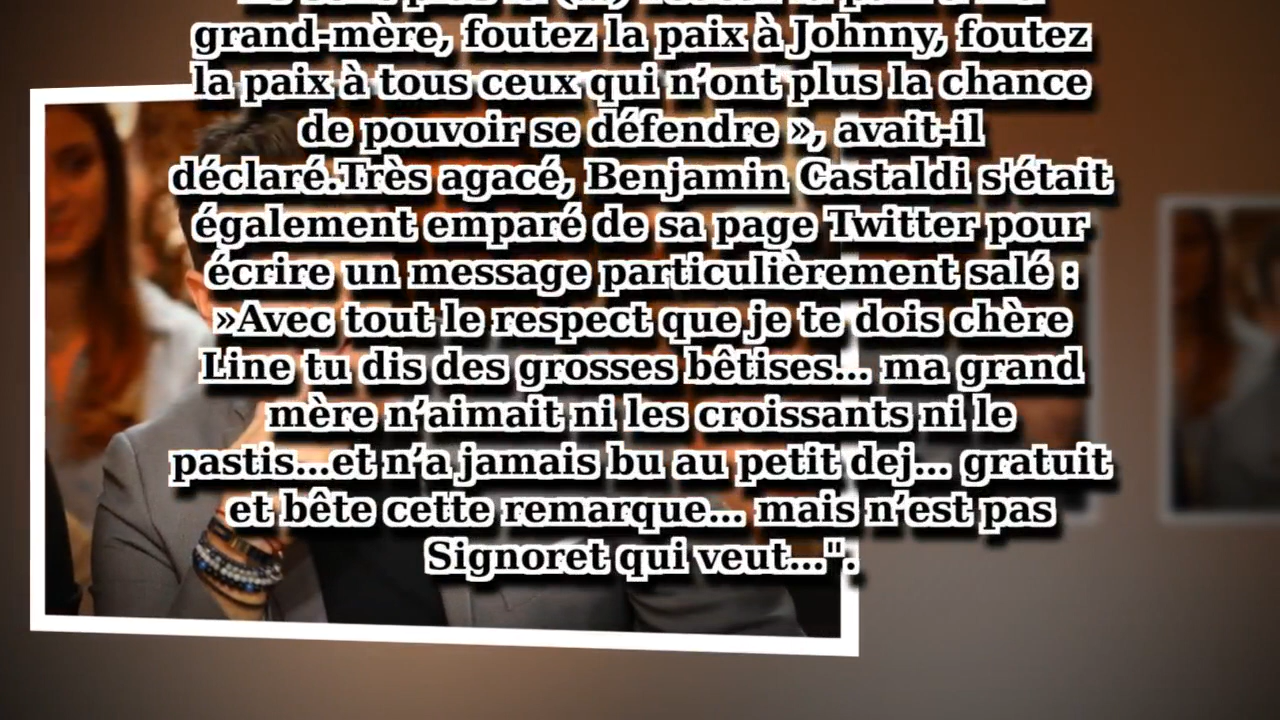 grand-mère, foutez la paix à Johnny, foutez
la paix à tous ceux qui n’ont plus la chance
de pouvoir se défendre », avait-il
déclaré.Très agacé, Benjamin Castaldi s'était
également emparé de sa page Twitter pour
écrire un message particulièrement salé :
»Avec tout le respect que je te dois chère
Line tu dis des grosses bêtises... ma grand
mère n’aimait ni les croissants ni le
pastis...et n’a jamais bu au petit dej... gratuit
et bête cette remarque... mais n’est pas
Signoret qui veut...".